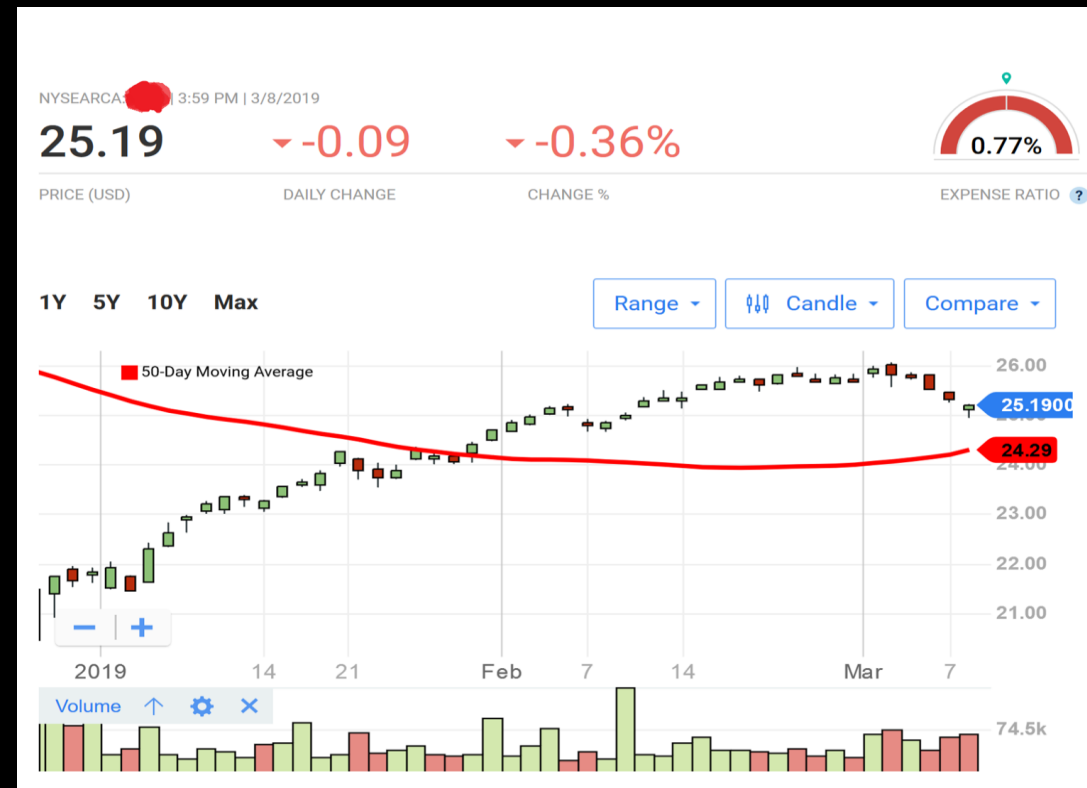 NYSEARCA: | 3:59 PM | 3/8/2019
25.19 -0.09 -0.36% 0.77%
PRICE (USD) DAILY CHANGE CHANGE % EXPENSE RATIO ?
1Y 5Y 10Y Max Range Candle Compare
50-Day Moving Average
26.00
25.1900
24.29
24.00
23.00
22.00
21.00
2019 14 21 Feb 7 14 Mar 7
Volume
74.5k